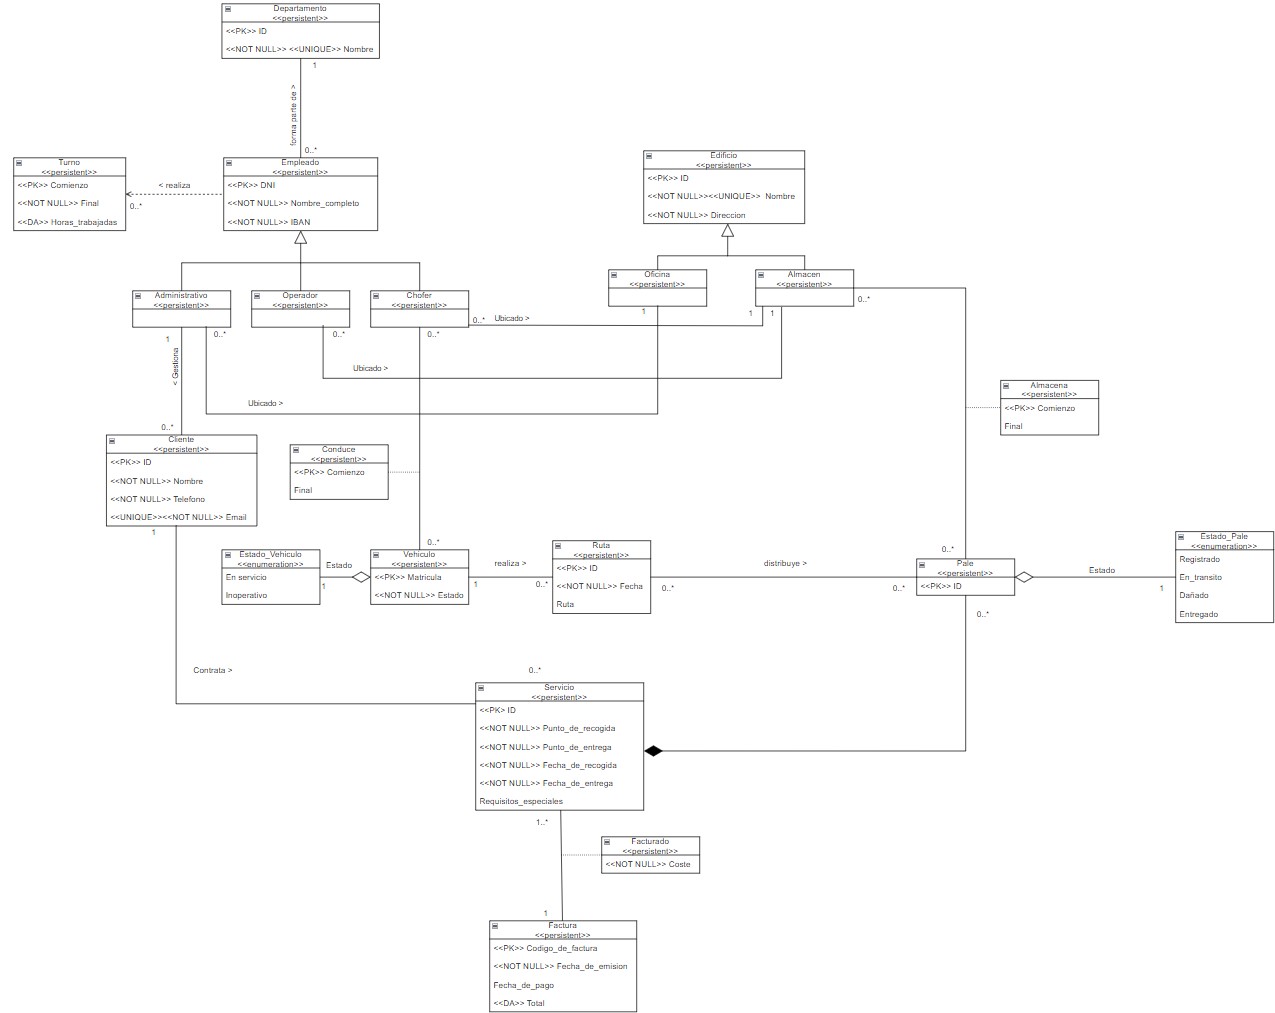 Departamento
<<persistent>>
<<PK>> ID
<<NOT NULL>> <<UNIQUE>> Nombre
1
forma parte de >
0..*
Turno
<<persistent>>
<<PK>> Comienzo
<<NOT NULL>> Final
<<DA>> Horas_trabajadas
< realiza
0..*
Empleado
<<persistent>>
<<PK>> DNI
<<NOT NULL>> Nombre_completo
<<NOT NULL>> IBAN
Edificio
<<persistent>>
<<PK>> ID
<<NOT NULL>><<UNIQUE>> Nombre
<<NOT NULL>> Direccion
Administrativo
<<persistent>>
Operador
<<persistent>>
Chofer
<<persistent>>
Oficina
<<persistent>>
Almacen
<<persistent>>
0..*
1
0..*
0..*
0..*
0..*
Ubicado >
1
1
1
< Gestiona
Ubicado >
Ubicado >
0..*
Almacena
<<persistent>>
<<PK>> Comienzo
Final
Cliente
<<persistent>>
<<PK>> ID
<<NOT NULL>> Nombre
<<NOT NULL>> Telefono
<<UNIQUE>><<NOT NULL>> Email
1
Conduce
<<persistent>>
<<PK>> Comienzo
Final
0..*
Estado_Vehiculo
<<enumeration>>
En servicio
Inoperativo
Estado
1
Vehiculo
<<persistent>>
<<PK>> Matricula
<<NOT NULL>> Estado
realiza >
1
0..*
Ruta
<<persistent>>
<<PK>> ID
<<NOT NULL>> Fecha
Ruta
0..*
distribuye >
0..*
0..*
Pale
<<persistent>>
<<PK>> ID
0..*
Estado
1
Estado_Pale
<<enumeration>>
Registrado
En_transito
Dañado
Entregado
Contrata >
0..*
Servicio
<<persistent>>
<<PK> ID
<<NOT NULL>> Punto_de_recogida
<<NOT NULL>> Punto_de_entrega
<<NOT NULL>> Fecha_de_recogida
<<NOT NULL>> Fecha_de_entrega
Requisitos_especiales
1..*
Facturado
<<persistent>>
<<NOT NULL>> Coste
1
Factura
<<persistent>>
<<PK>> Codigo_de_factura
<<NOT NULL>> Fecha_de_emision
Fecha_de_pago
<<DA>> Total